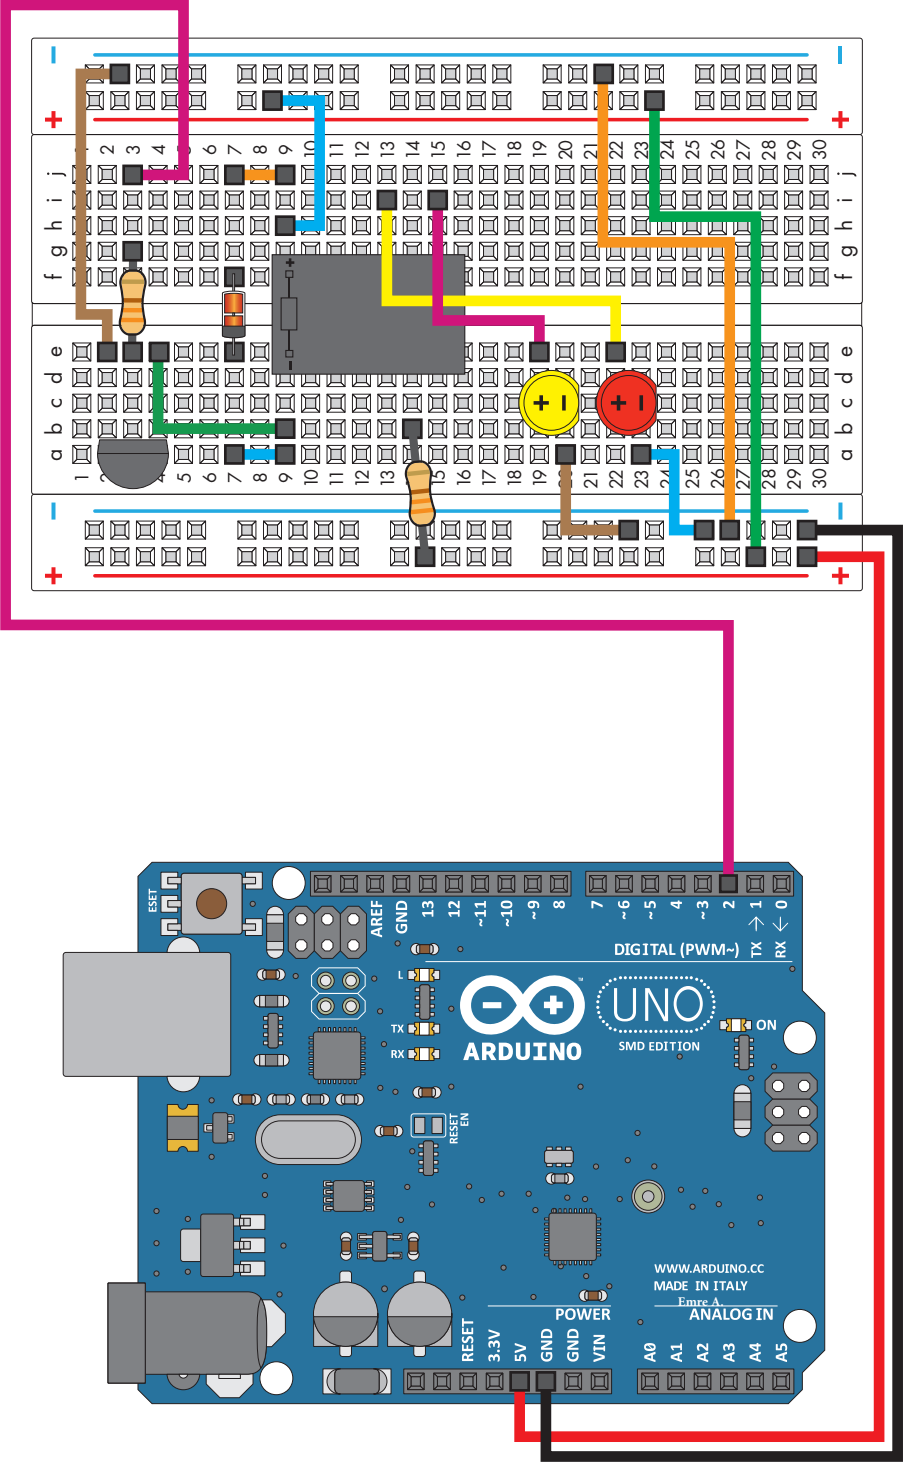 − −
+ +
1 2 3 4 5 6 7 8 9 10 11 12 13 14 15 16 17 18 19 20 21 22 23 24 25 26 27 28 29 30
j j
i i
h h
g g
f f
+
−
e e
d d
c c
+ − + −
b b
a a
1 2 3 4 5 6 7 8 9 10 11 12 13 14 15 16 17 18 19 20 21 22 23 24 25 26 27 28 29 30
− −
+ +
ESET
AREF GND 13 12 ~11 ~10 ~9 8 7 ~6 ~5 4 ~3 2 1 0
TX → RX ←
DIGITAL (PWM~)
L
TX
RX
− + ™
ARDUINO
UNO
SMD EDITION
ON
RESET
EN
WWW.ARDUINO.CC
MADE IN ITALY
Emre A.
POWER ANALOG IN
RESET 3.3V 5V GND GND VIN A0 A1 A2 A3 A4 A5